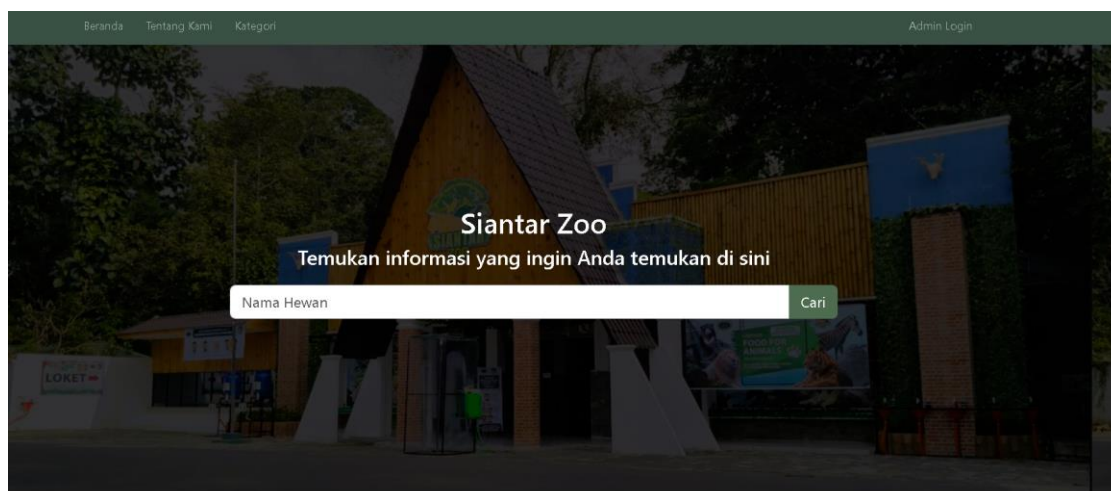 Beranda Tentang Kami Kategori Admin Login
Siantar Zoo
Temukan informasi yang ingin Anda temukan di sini
Nama Hewan Cari
LOKET
FOOD FOR
ANIMALS